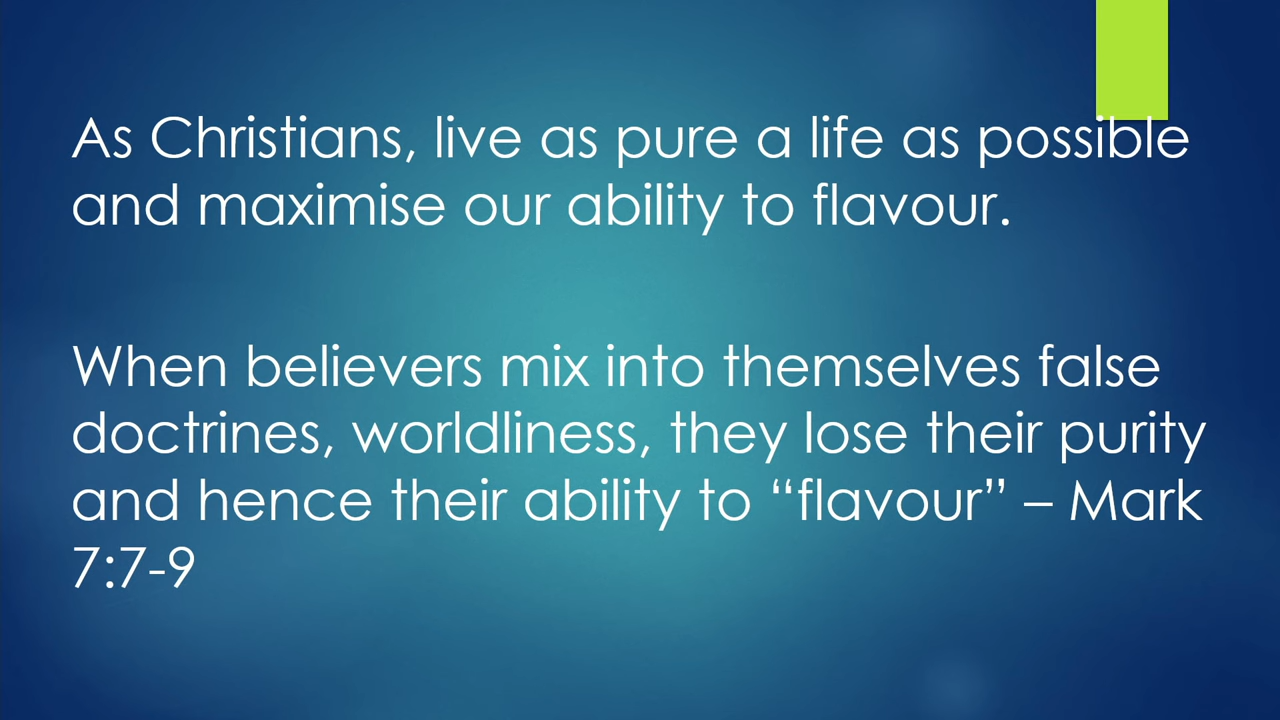 As Christians, live as pure a life as possible
and maximise our ability to flavour.
When believers mix into themselves false
doctrines, worldliness, they lose their purity
and hence their ability to “flavour” – Mark
7:7-9